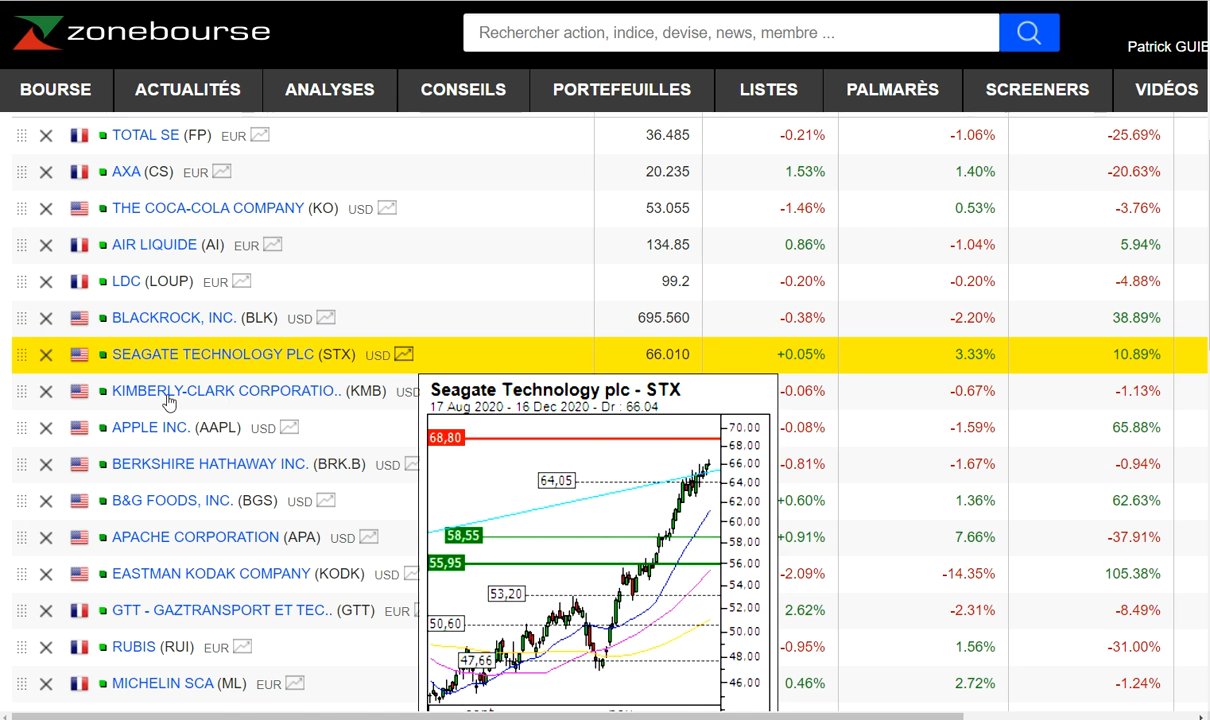 zonebourse
Rechercher action, indice, devise, news, membre ...
Patrick GUIE
BOURSE ACTUALITÉS ANALYSES CONSEILS PORTEFEUILLES LISTES PALMARÈS SCREENERS VIDÉOS
TOTAL SE (FP) EUR 36.485 -0.21% -1.06% -25.69%
AXA (CS) EUR 20.235 1.53% 1.40% -20.63%
THE COCA-COLA COMPANY (KO) USD 53.055 -1.46% 0.53% -3.76%
AIR LIQUIDE (AI) EUR 134.85 0.86% -1.04% 5.94%
LDC (LOUP) EUR 99.2 -0.20% -0.20% -4.88%
BLACKROCK, INC. (BLK) USD 695.560 -0.38% -2.20% 38.89%
SEAGATE TECHNOLOGY PLC (STX) USD 66.010 +0.05% 3.33% 10.89%
KIMBERLY-CLARK CORPORATIO.. (KMB) USD -0.06% -0.67% -1.13%
APPLE INC. (AAPL) USD -0.08% -1.59% 65.88%
BERKSHIRE HATHAWAY INC. (BRK.B) USD -0.81% -1.67% -0.94%
B&G FOODS, INC. (BGS) USD +0.60% 1.36% 62.63%
APACHE CORPORATION (APA) USD +0.91% 7.66% -37.91%
EASTMAN KODAK COMPANY (KODK) USD -2.09% -14.35% 105.38%
GTT - GAZTRANSPORT ET TEC.. (GTT) EUR 2.62% -2.31% -8.49%
RUBIS (RUI) EUR -0.95% 1.56% -31.00%
MICHELIN SCA (ML) EUR 0.46% 2.72% -1.24%
Seagate Technology plc - STX
17 Aug 2020 - 16 Dec 2020 - Dr : 66.04
70.00
68,80
68.00
66.00
64,05
64.00
62.00
60.00
58,55
58.00
55,95
56.00
54.00
53,20
52.00
50,60
50.00
47,66
48.00
46.00